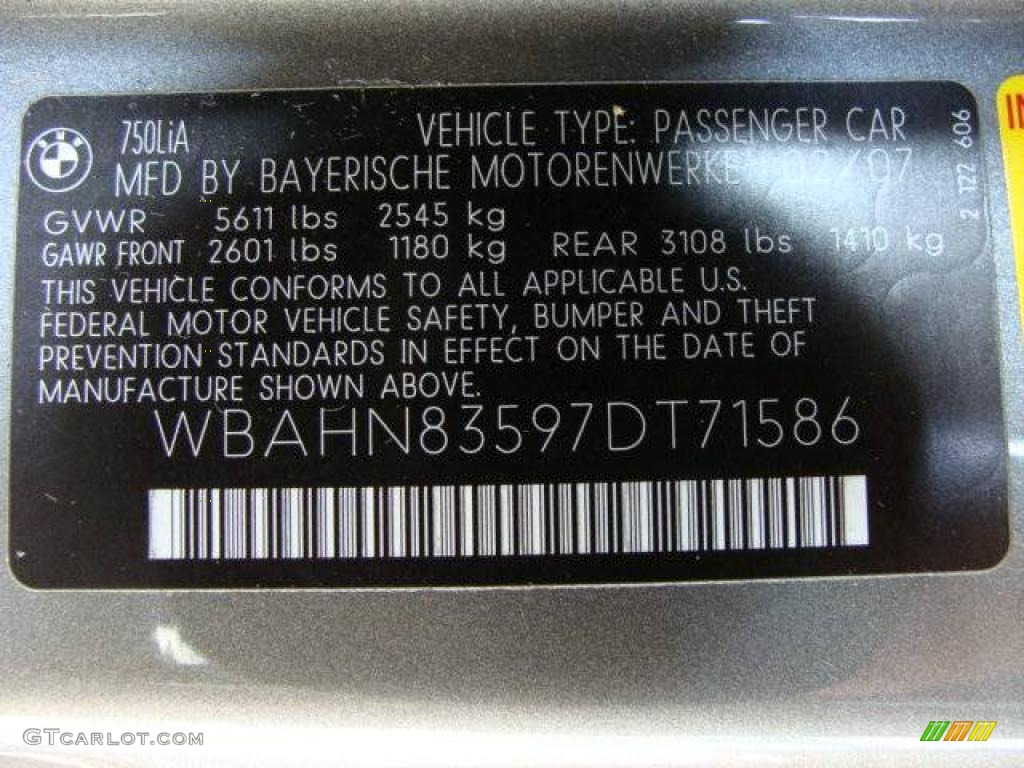 750LiA VEHICLE TYPE: PASSENGER CAR
MFD BY BAYERISCHE MOTORENWERKE 02/07
GVWR 5611 lbs 2545 kg
GAWR FRONT 2601 lbs 1180 kg REAR 3108 lbs 1410 kg
THIS VEHICLE CONFORMS TO ALL APPLICABLE U.S.
FEDERAL MOTOR VEHICLE SAFETY, BUMPER AND THEFT
PREVENTION STANDARDS IN EFFECT ON THE DATE OF
MANUFACTURE SHOWN ABOVE.
WBAHN83597DT71586
2 122 606
BMW
GTCarLot.com